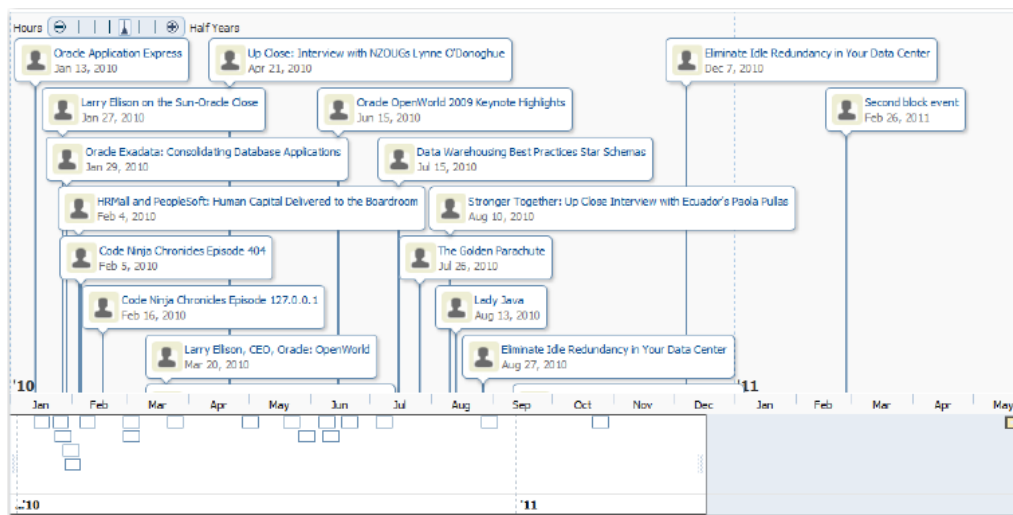 Hours Half Years
Oracle Application Express
Jan 13, 2010
Up Close: Interview with NZOUGs Lynne O'Donoghue
Apr 21, 2010
Eliminate Idle Redundancy in Your Data Center
Dec 7, 2010
Larry Ellison on the Sun-Oracle Close
Jan 27, 2010
Oracle OpenWorld 2009 Keynote Highlights
Jun 15, 2010
Second block event
Feb 26, 2011
Oracle Exadata: Consolidating Database Applications
Jan 29, 2010
Data Warehousing Best Practices Star Schemas
Jul 15, 2010
HRMall and PeopleSoft: Human Capital Delivered to the Boardroom
Feb 4, 2010
Stronger Together: Up Close Interview with Ecuador's Paola Pullas
Aug 10, 2010
Code Ninja Chronicles Episode 404
Feb 5, 2010
The Golden Parachute
Jul 26, 2010
Code Ninja Chronicles Episode 127.0.0.1
Feb 16, 2010
Lady Java
Aug 13, 2010
Larry Ellison, CEO, Oracle: OpenWorld
Mar 20, 2010
Eliminate Idle Redundancy in Your Data Center
Aug 27, 2010
'10 '11
Jan Feb Mar Apr May Jun Jul Aug Sep Oct Nov Dec Jan Feb Mar Apr May
...'10 '11